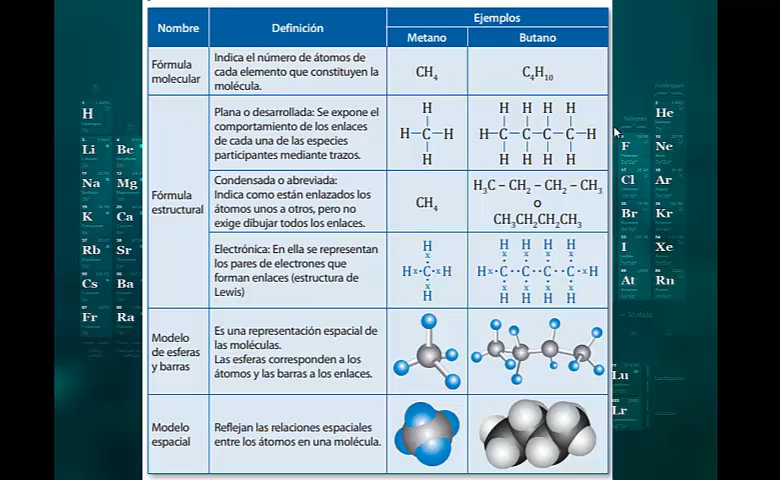 Nombre
Definición
Ejemplos
Metano
Butano
Fórmula
molecular
Indica el número de átomos de
cada elemento que constituyen la
molécula.
CH4
C4H10
Fórmula
estructural
Plana o desarrollada: Se expone el
comportamiento de los enlaces
de cada una de las especies
participantes mediante trazos.
H
H–C–H
H
H H H H
H–C–C–C–C–H
H H H H
Condensada o abreviada:
Indica como están enlazados los
átomos unos a otros, pero no
exige dibujar todos los enlaces.
CH4
H3C – CH2 – CH2 – CH3
o
CH3CH2CH2CH3
Electrónica: En ella se representan
los pares de electrones que
forman enlaces (estructura de
Lewis)
H
x
H x · C · x H
x
H
H H H H
x x x x
H x · C · · C · · C · · C · x H
x x x x
H H H H
Modelo
de esferas
y barras
Es una representación espacial de
las moléculas.
Las esferas corresponden a los
átomos y las barras a los enlaces.
Modelo
espacial
Reflejan las relaciones espaciales
entre los átomos en una molécula.
H
Li Be
Na Mg
K Ca
Rb Sr
Cs Ba
Fr Ra
He
F Ne
Cl Ar
Br Kr
I Xe
At Rn
Lu
Lr